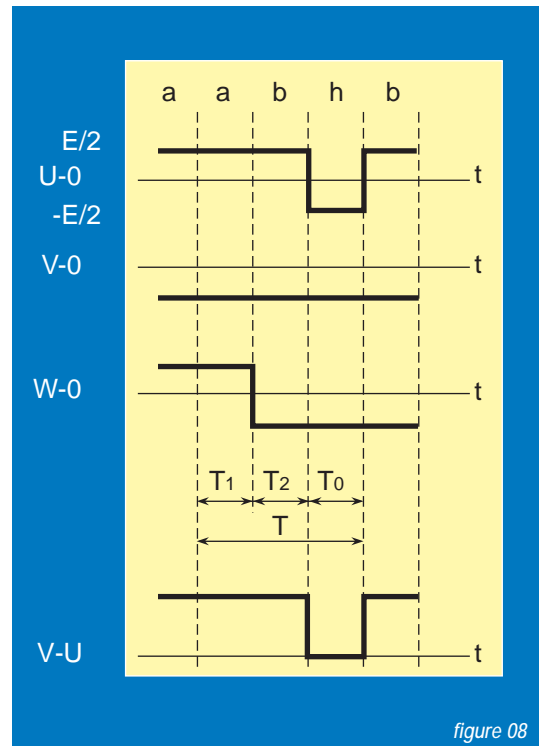 a a b h b
E/2
U-0 t
-E/2
V-0 t
W-0 t
T1 T2 T0
T
V-U t
figure 08